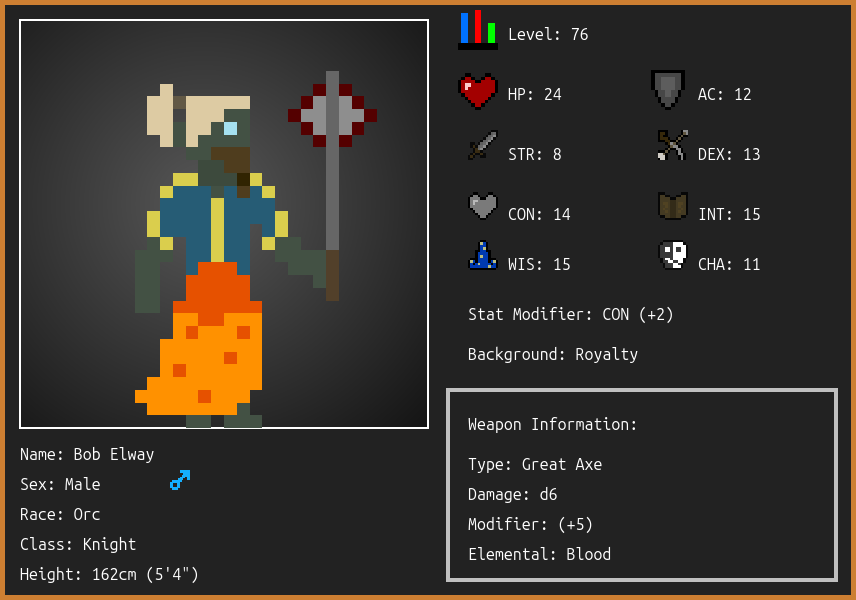 Level: 76
HP: 24
AC: 12
STR: 8
DEX: 13
CON: 14
INT: 15
WIS: 15
CHA: 11
Stat Modifier: CON (+2)
Background: Royalty
Weapon Information:
Type: Great Axe
Damage: d6
Modifier: (+5)
Elemental: Blood
Name: Bob Elway
Sex: Male
Race: Orc
Class: Knight
Height: 162cm (5'4")